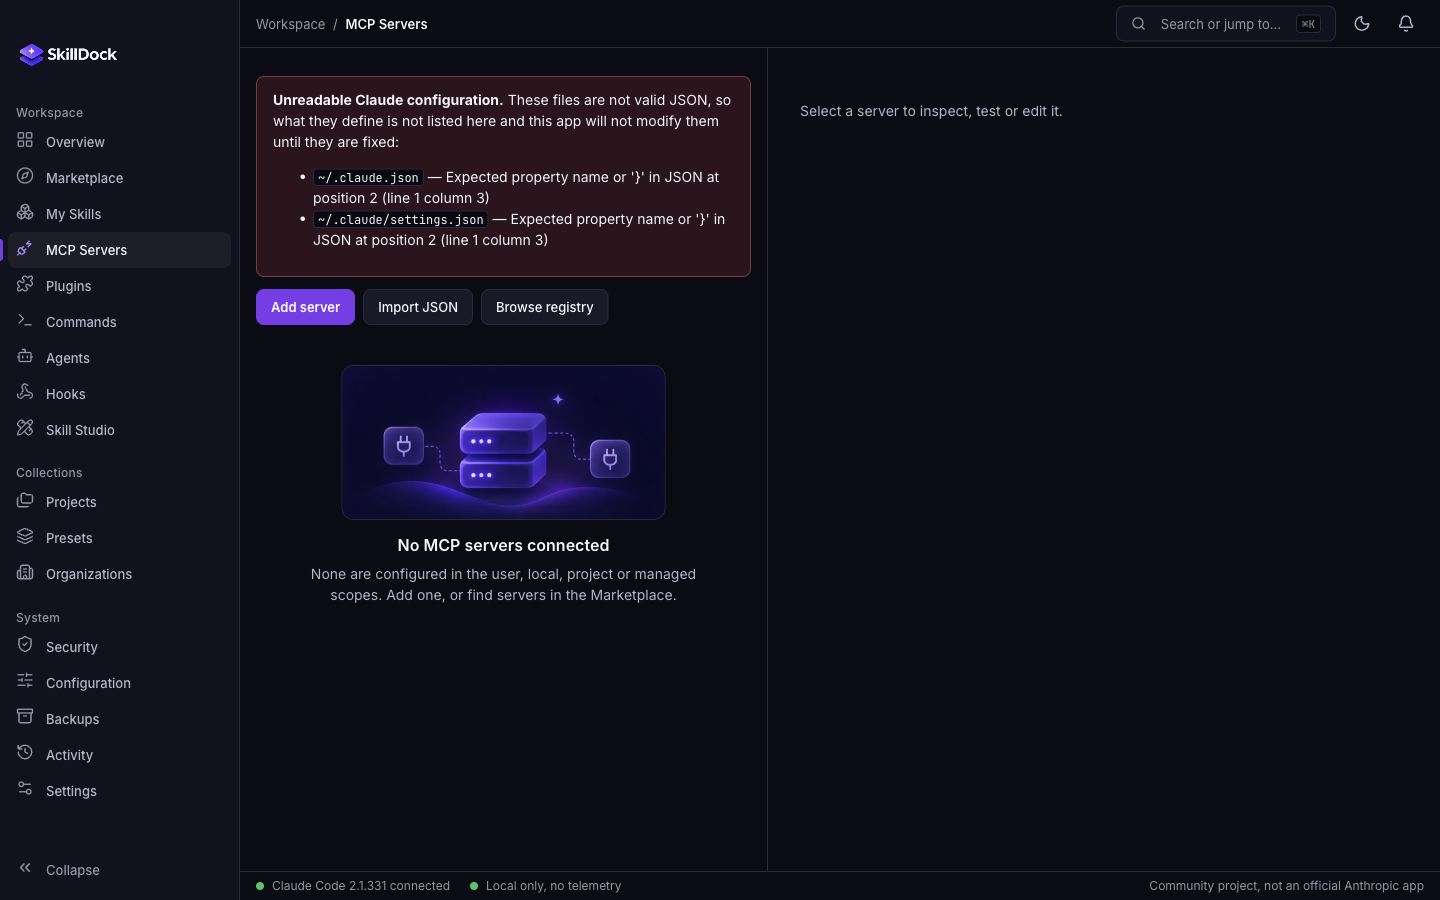 SkillDock
Workspace
Overview
Marketplace
My Skills
MCP Servers
Plugins
Commands
Agents
Hooks
Skill Studio
Collections
Projects
Presets
Organizations
System
Security
Configuration
Backups
Activity
Settings
Collapse
Workspace / MCP Servers
Search or jump to... ⌘K
Unreadable Claude configuration. These files are not valid JSON, so
what they define is not listed here and this app will not modify them
until they are fixed:
• ~/.claude.json — Expected property name or '}' in JSON at
position 2 (line 1 column 3)
• ~/.claude/settings.json — Expected property name or '}' in
JSON at position 2 (line 1 column 3)
Add server
Import JSON
Browse registry
No MCP servers connected
None are configured in the user, local, project or managed
scopes. Add one, or find servers in the Marketplace.
Select a server to inspect, test or edit it.
Claude Code 2.1.331 connected
Local only, no telemetry
Community project, not an official Anthropic app